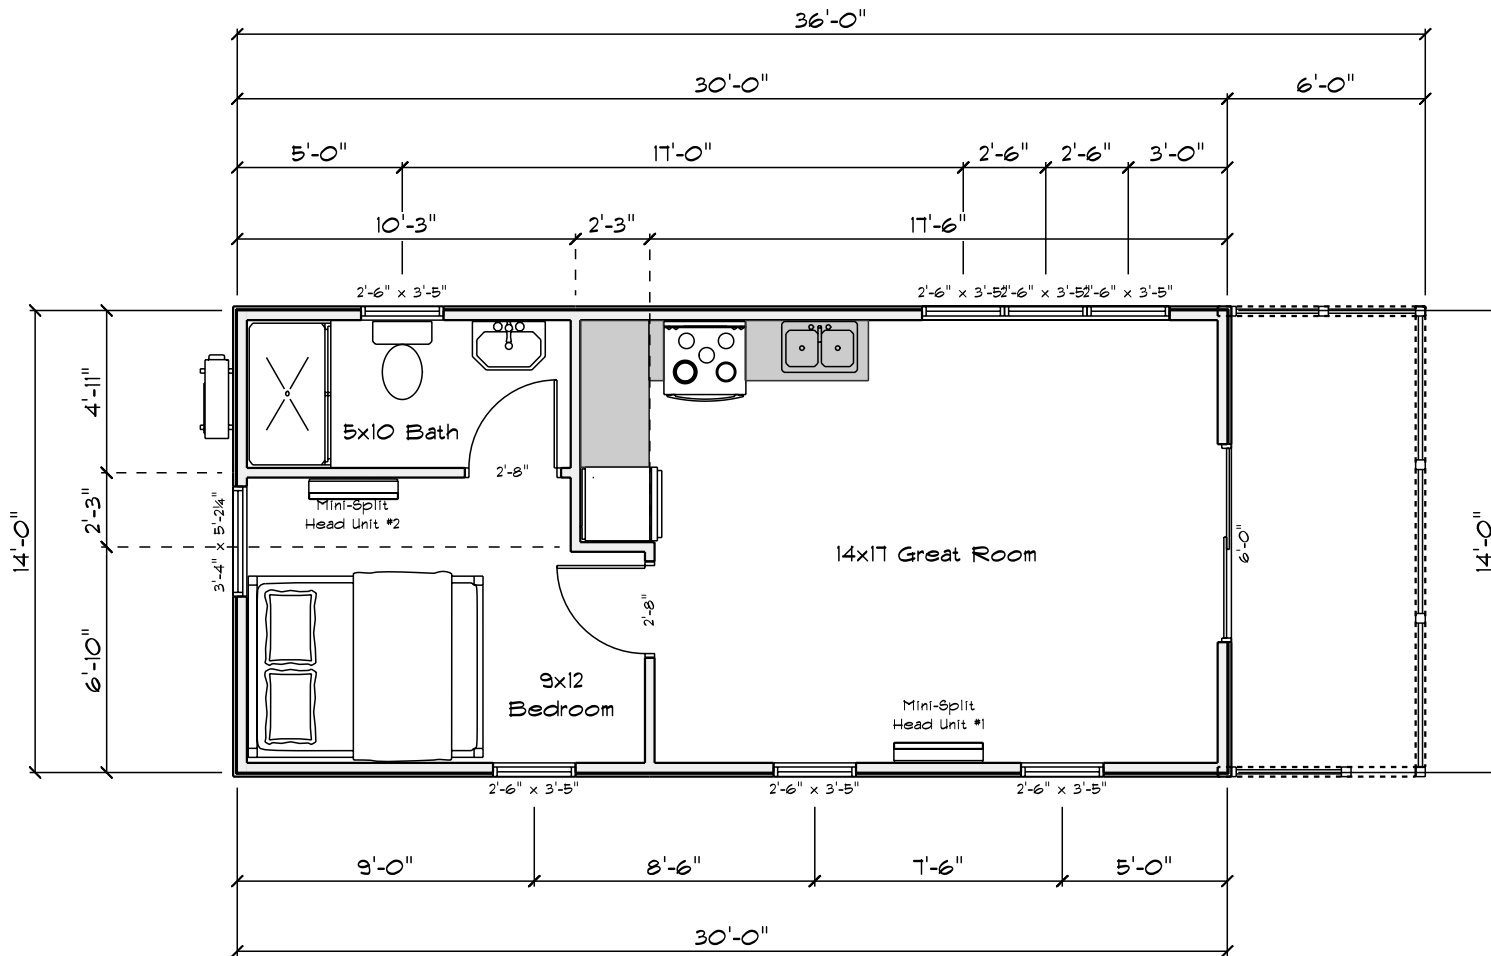 36'-0"
30'-0"
6'-0"
5'-0"
17'-0"
2'-6"
2'-6"
3'-0"
10'-3"
2'-3"
17'-6"
2'-6" x 3'-5"
2'-6" x 3'-5"
2'-6" x 3'-5"
2'-6" x 3'-5"
4'-11"
5x10 Bath
2'-8"
Mini-Split
Head Unit #2
2'-3"
3'-4" x 5'-2¼"
14'-0"
14x17 Great Room
6'-0"
14'-0"
2'-8"
6'-10"
9x12
Bedroom
Mini-Split
Head Unit #1
2'-6" x 3'-5"
2'-6" x 3'-5"
2'-6" x 3'-5"
9'-0"
8'-6"
7'-6"
5'-0"
30'-0"